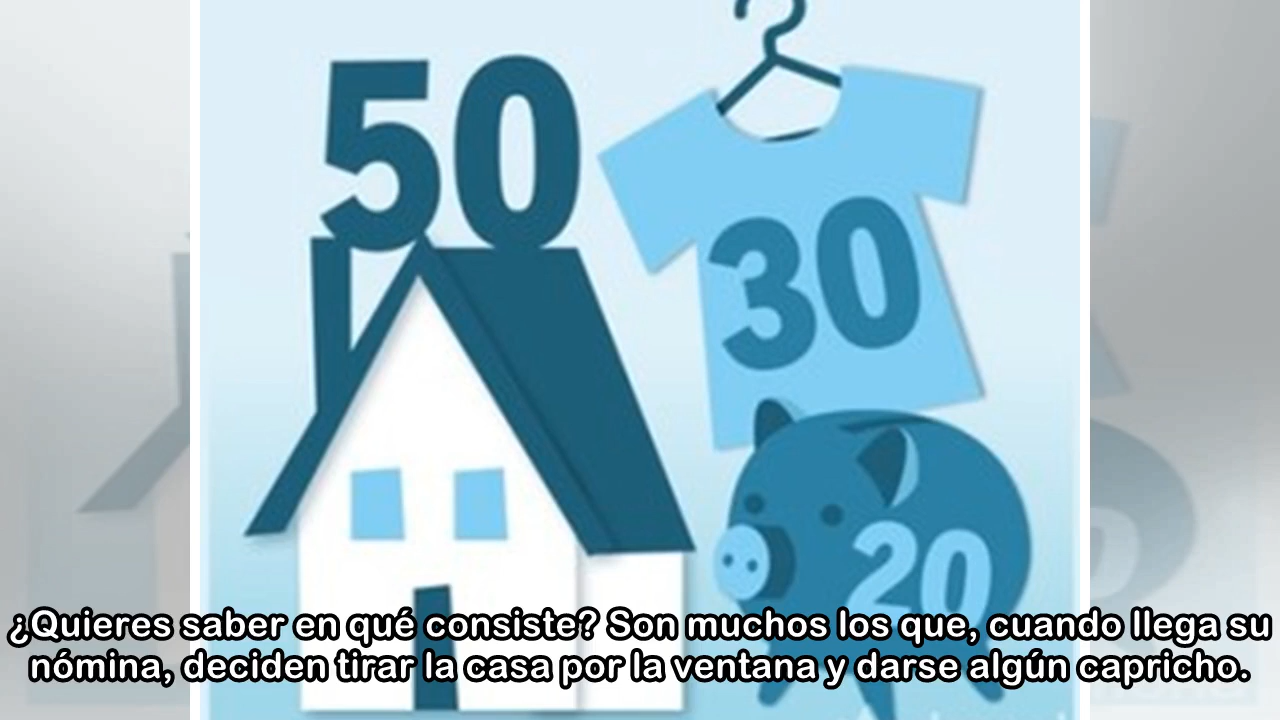 50
30
20
¿Quieres saber en qué consiste? Son muchos los que, cuando llega su
nómina, deciden tirar la casa por la ventana y darse algún capricho.